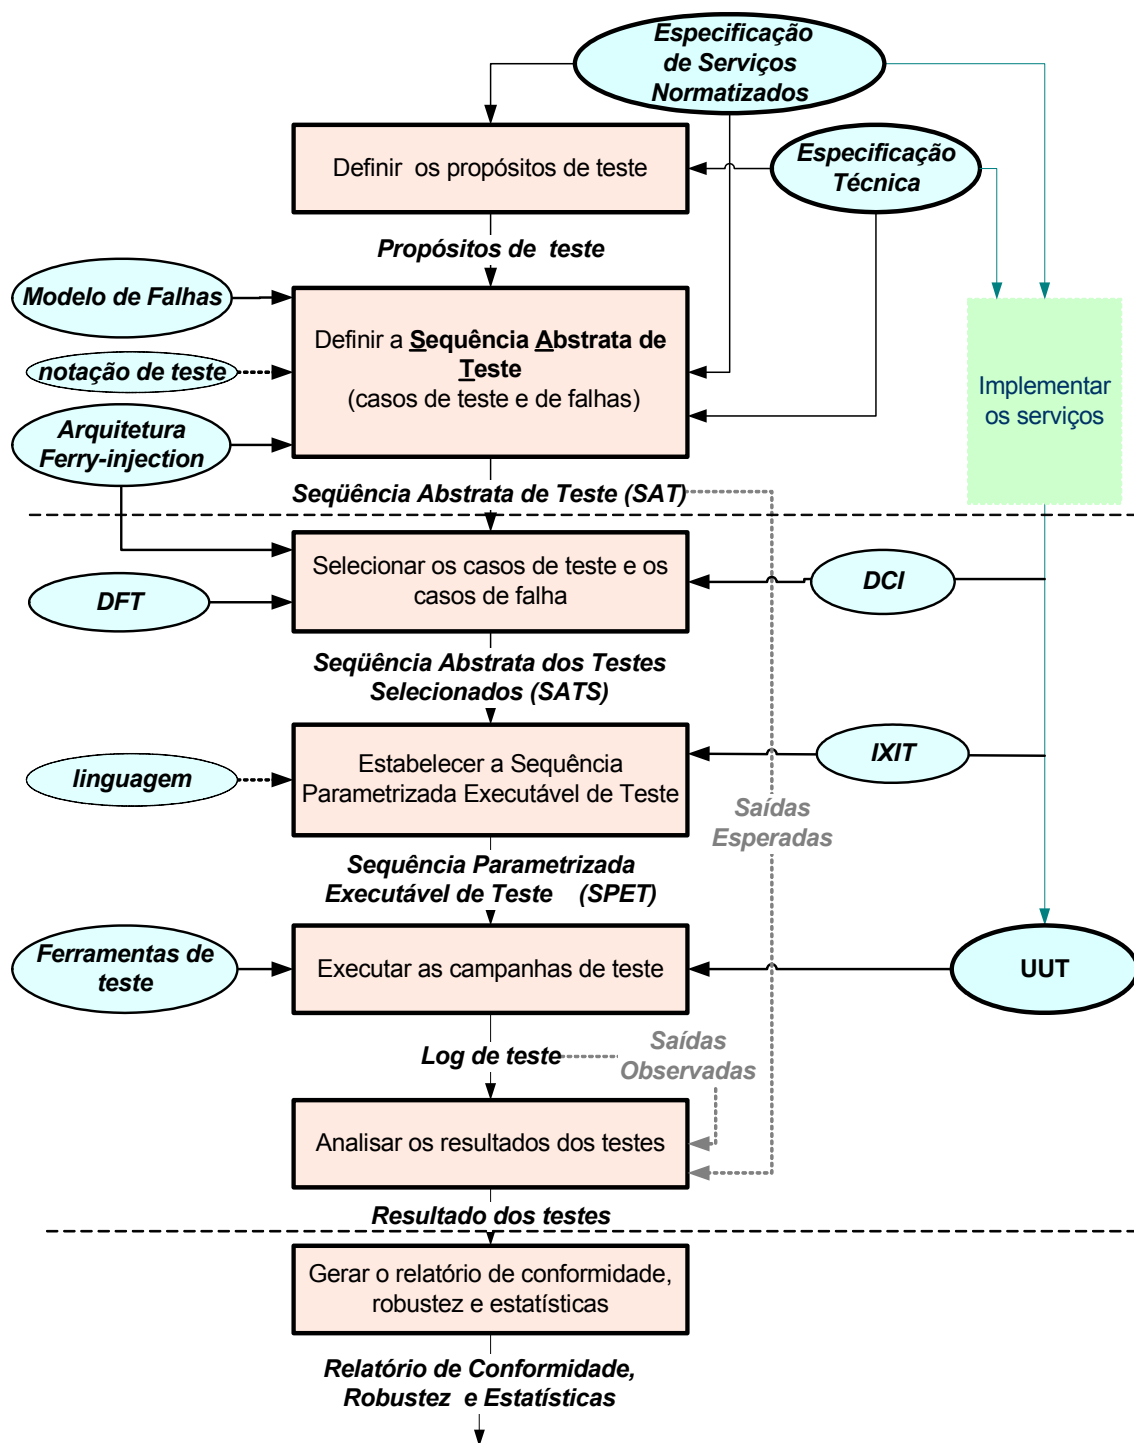 Especificação
de Serviços
Normatizados
Definir os propósitos de teste
Especificação
Técnica
Propósitos de teste
Modelo de Falhas
Definir a Sequência Abstrata de
Teste
(casos de teste e de falhas)
notação de teste
Implementar
os serviços
Arquitetura
Ferry-injection
Seqüência Abstrata de Teste (SAT)
Selecionar os casos de teste e os
casos de falha
DFT
DCI
Seqüência Abstrata dos Testes
Selecionados (SATS)
Estabelecer a Sequência
Parametrizada Executável de Teste
linguagem
IXIT
Saídas
Esperadas
Sequência Parametrizada
Executável de Teste (SPET)
Ferramentas de
teste
Executar as campanhas de teste
UUT
Log de teste
Saídas
Observadas
Analisar os resultados dos testes
Resultado dos testes
Gerar o relatório de conformidade,
robustez e estatísticas
Relatório de Conformidade,
Robustez e Estatísticas